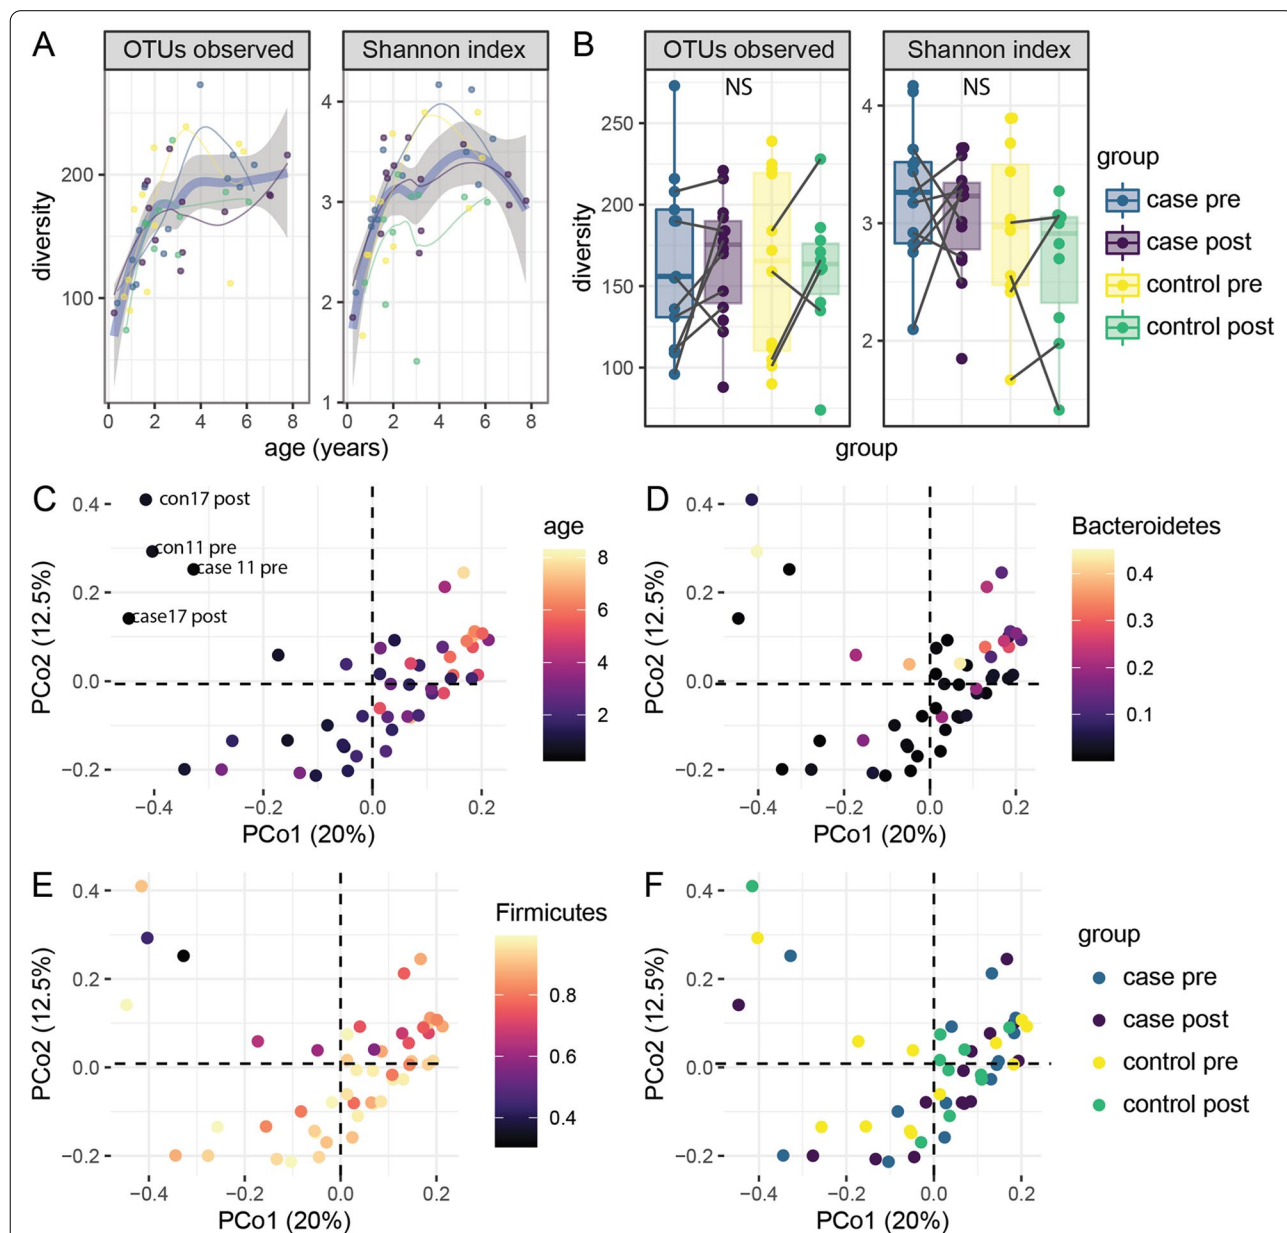 A
OTUs observed
Shannon index
diversity
200
100
4
3
2
1
0 2 4 6 8
0 2 4 6 8
age (years)
B
OTUs observed
Shannon index
NS
NS
diversity
250
200
150
100
4
3
2
group
group
case pre
case post
control pre
control post
C
con17 post
con11 pre
case 11 pre
case17 post
PCo2 (12.5%)
0.4
0.2
0.0
−0.2
−0.4 −0.2 0.0 0.2
PCo1 (20%)
age
8
6
4
2
D
PCo2 (12.5%)
0.4
0.2
0.0
−0.2
−0.4 −0.2 0.0 0.2
PCo1 (20%)
Bacteroidetes
0.4
0.3
0.2
0.1
E
PCo2 (12.5%)
0.4
0.2
0.0
−0.2
−0.4 −0.2 0.0 0.2
PCo1 (20%)
Firmicutes
0.8
0.6
0.4
F
PCo2 (12.5%)
0.4
0.2
0.0
−0.2
−0.4 −0.2 0.0 0.2
PCo1 (20%)
group
case pre
case post
control pre
control post